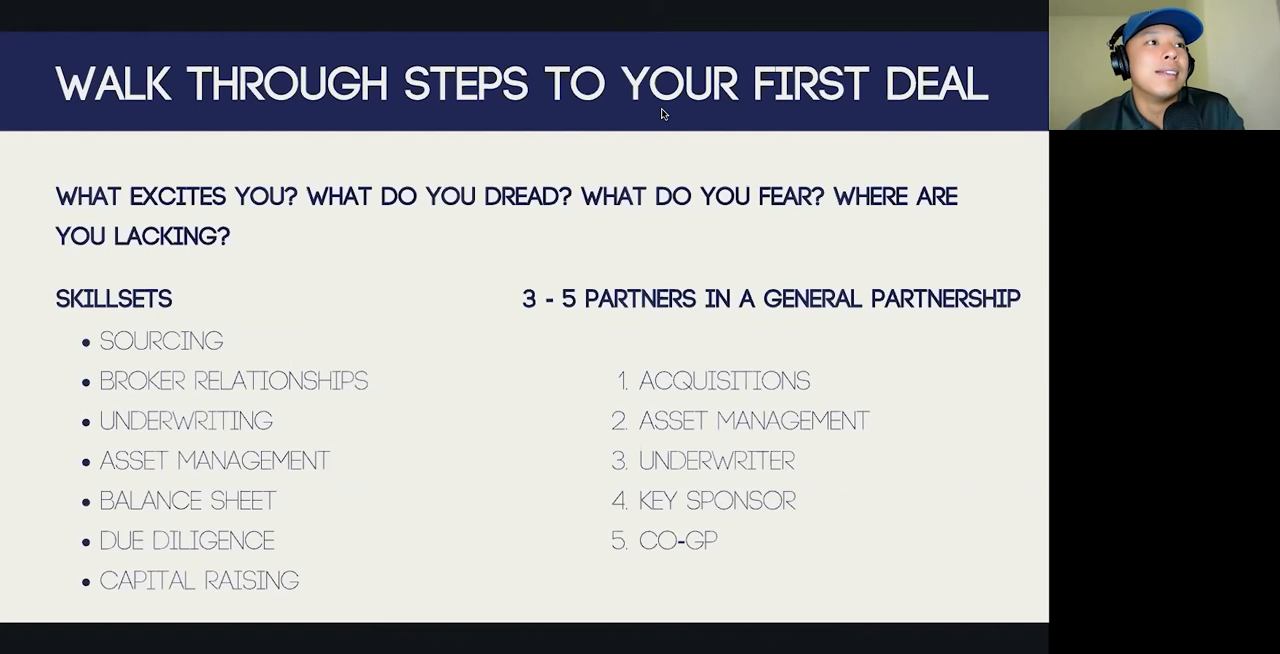 WALK THROUGH STEPS TO YOUR FIRST DEAL
WHAT EXCITES YOU? WHAT DO YOU DREAD? WHAT DO YOU FEAR? WHERE ARE
YOU LACKING?
SKILLSETS
• SOURCING
• BROKER RELATIONSHIPS
• UNDERWRITING
• ASSET MANAGEMENT
• BALANCE SHEET
• DUE DILIGENCE
• CAPITAL RAISING
3 - 5 PARTNERS IN A GENERAL PARTNERSHIP
1. ACQUISITIONS
2. ASSET MANAGEMENT
3. UNDERWRITER
4. KEY SPONSOR
5. CO-GP